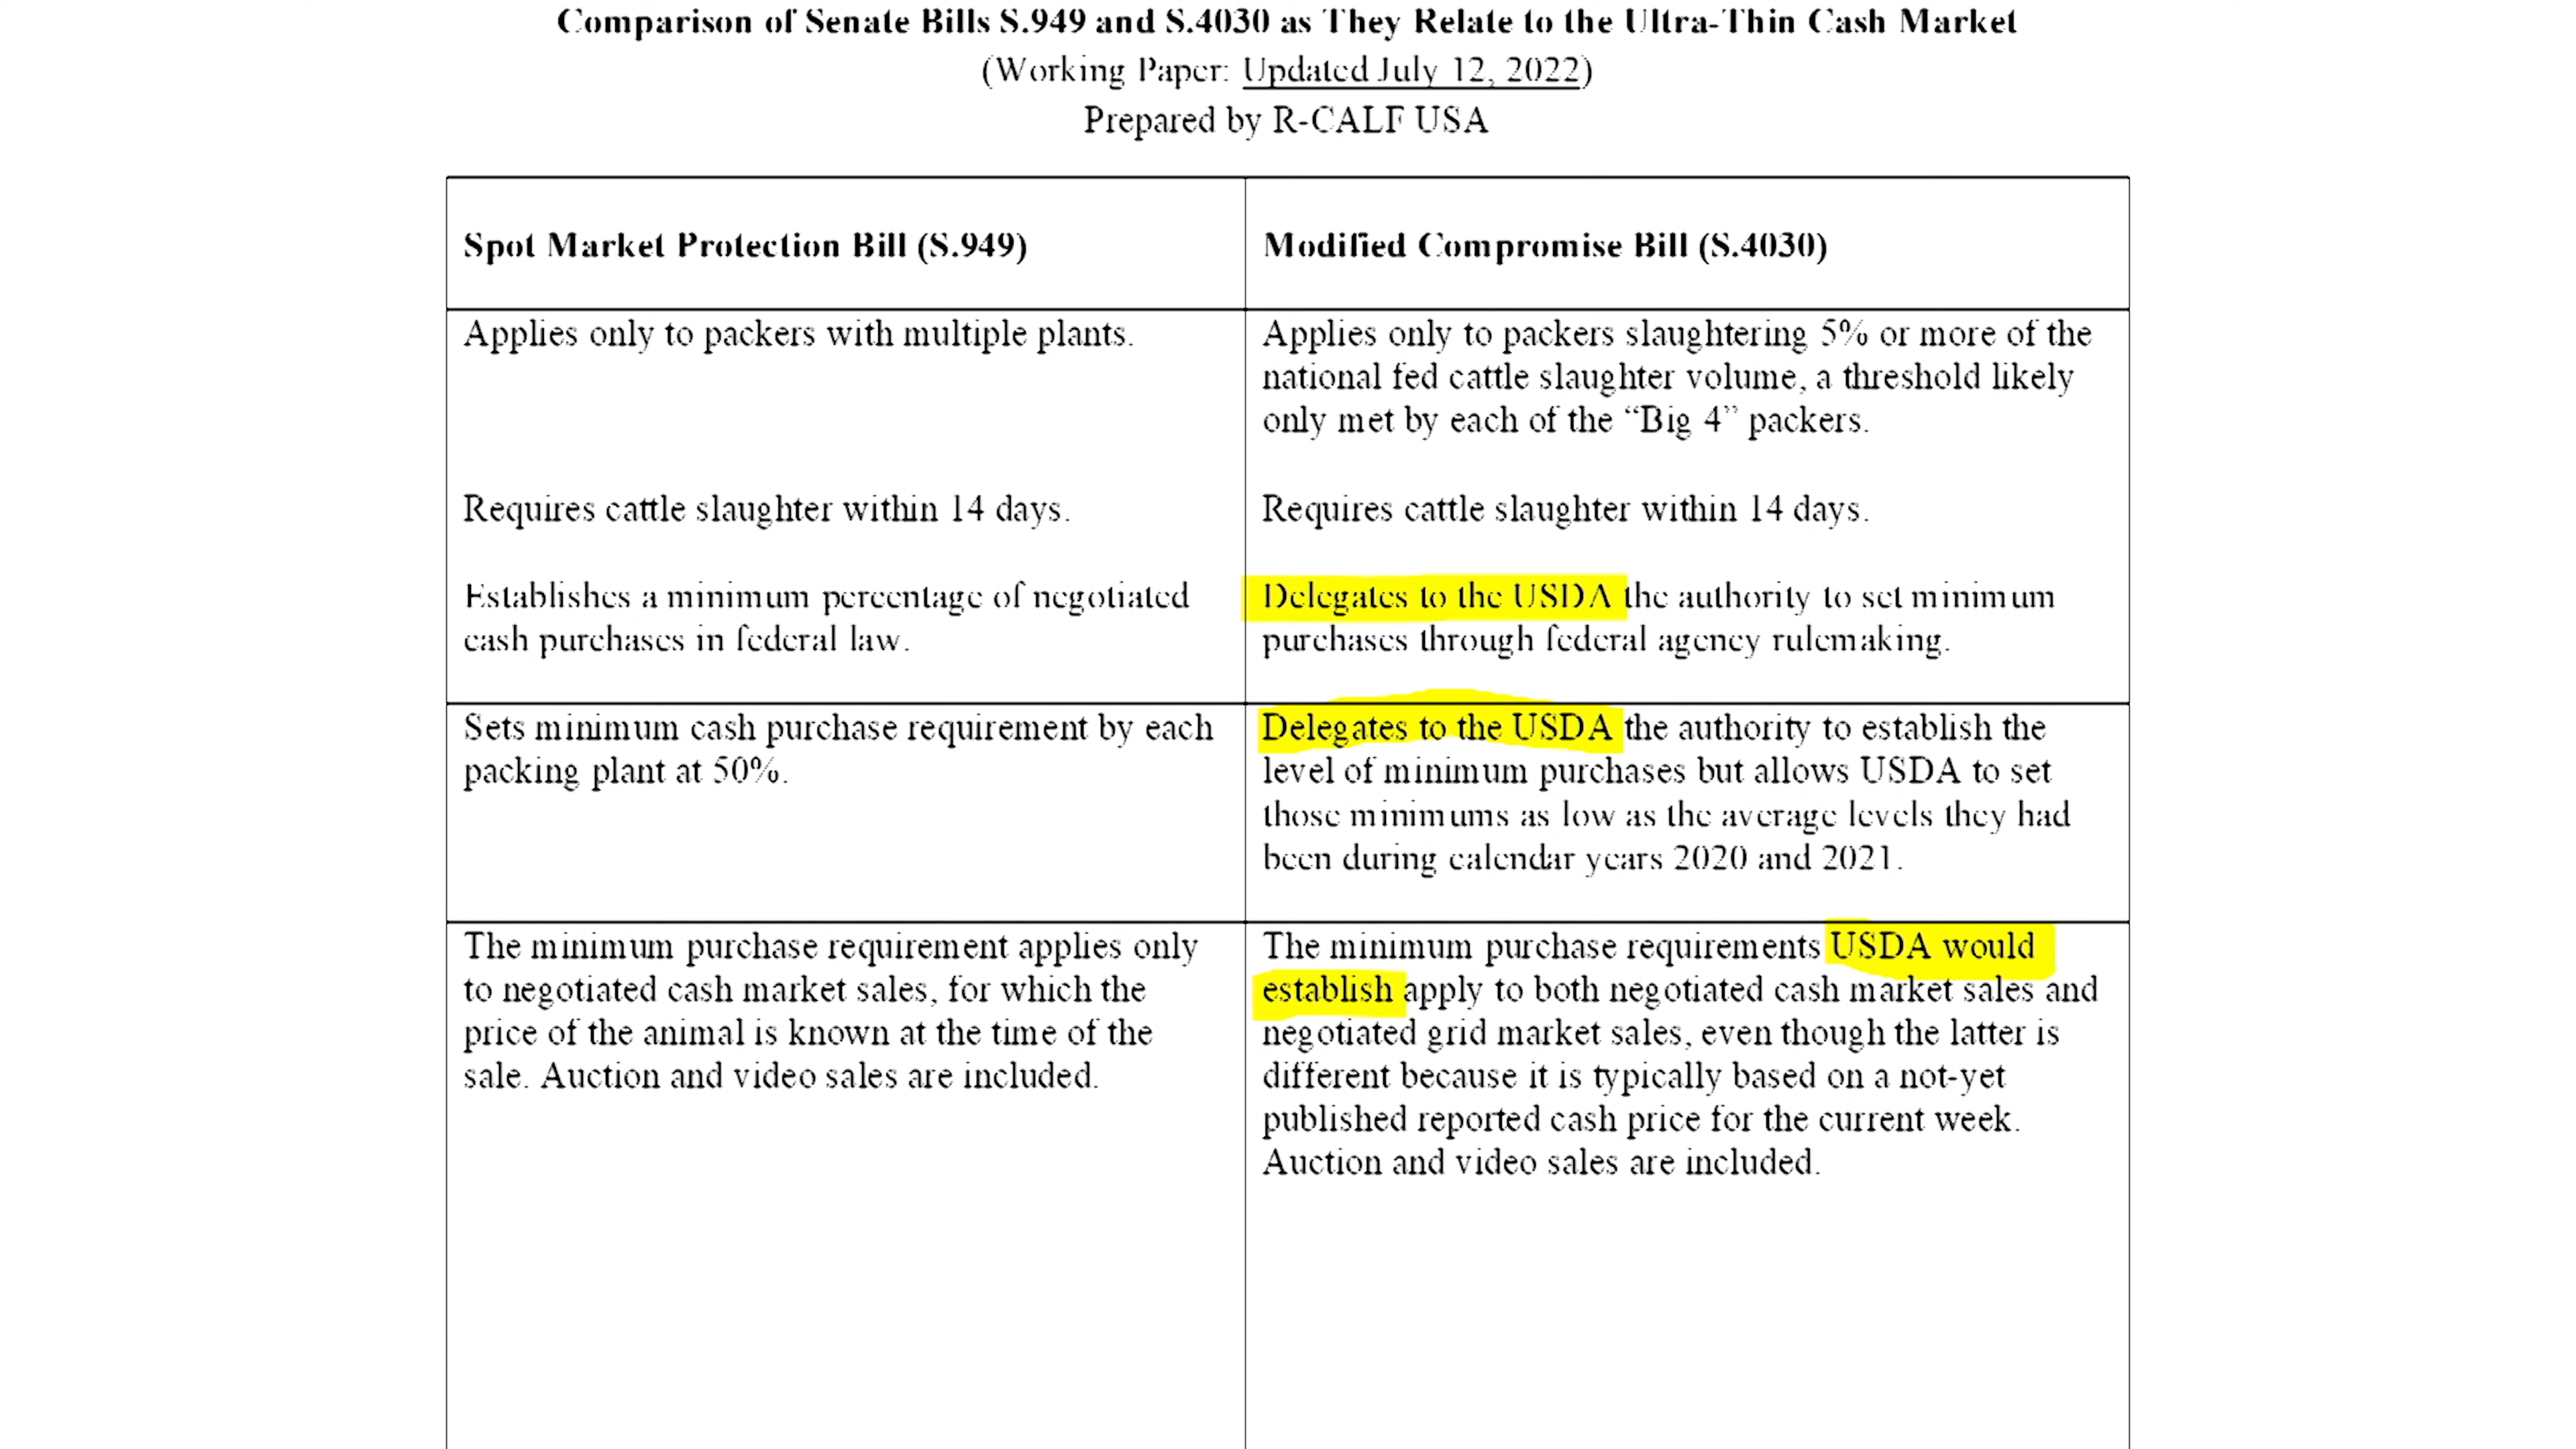 Comparison of Senate Bills S.949 and S.4030 as They Relate to the Ultra-Thin Cash Market
(Working Paper: Updated July 12, 2022)
Prepared by R-CALF USA
Spot Market Protection Bill (S.949)
Modified Compromise Bill (S.4030)
Applies only to packers with multiple plants.
Applies only to packers slaughtering 5% or more of the
national fed cattle slaughter volume, a threshold likely
only met by each of the “Big 4” packers.
Requires cattle slaughter within 14 days.
Requires cattle slaughter within 14 days.
Establishes a minimum percentage of negotiated
cash purchases in federal law.
Delegates to the USDA the authority to set minimum
purchases through federal agency rulemaking.
Sets minimum cash purchase requirement by each
packing plant at 50%.
Delegates to the USDA the authority to establish the
level of minimum purchases but allows USDA to set
those minimums as low as the average levels they had
been during calendar years 2020 and 2021.
The minimum purchase requirement applies only
to negotiated cash market sales, for which the
price of the animal is known at the time of the
sale. Auction and video sales are included.
The minimum purchase requirements USDA would
establish apply to both negotiated cash market sales and
negotiated grid market sales, even though the latter is
different because it is typically based on a not-yet
published reported cash price for the current week.
Auction and video sales are included.